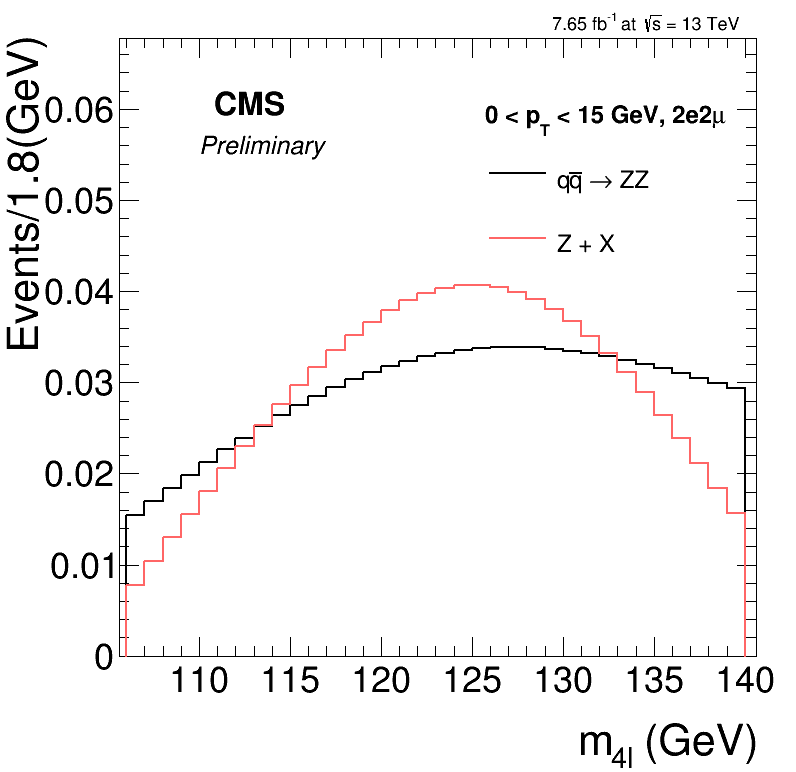 7.65 fb⁻¹ at √s = 13 TeV
CMS
Preliminary
0 < p_T < 15 GeV, 2e2μ
qq̅ → ZZ
Z + X
Events/1.8(GeV)
0.06
0.05
0.04
0.03
0.02
0.01
0
110 115 120 125 130 135 140
m_4l (GeV)